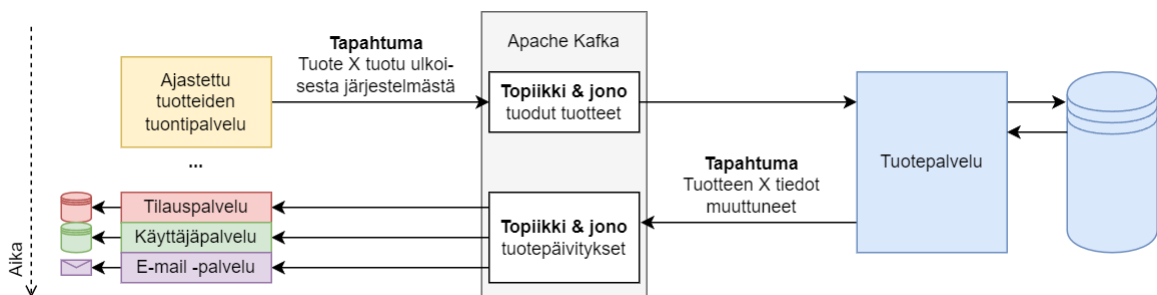 Tapahtuma
Tuote X tuotu ulkoi-
sesta järjestelmästä
Apache Kafka
Ajastettu
tuotteiden
tuontipalvelu
Topiikki & jono
tuodut tuotteet
...
Tapahtuma
Tuotteen X tiedot
muuttuneet
Tuotepalvelu
Tilauspalvelu
Käyttäjäpalvelu
E-mail -palvelu
Topiikki & jono
tuotepäivitykset
Aika